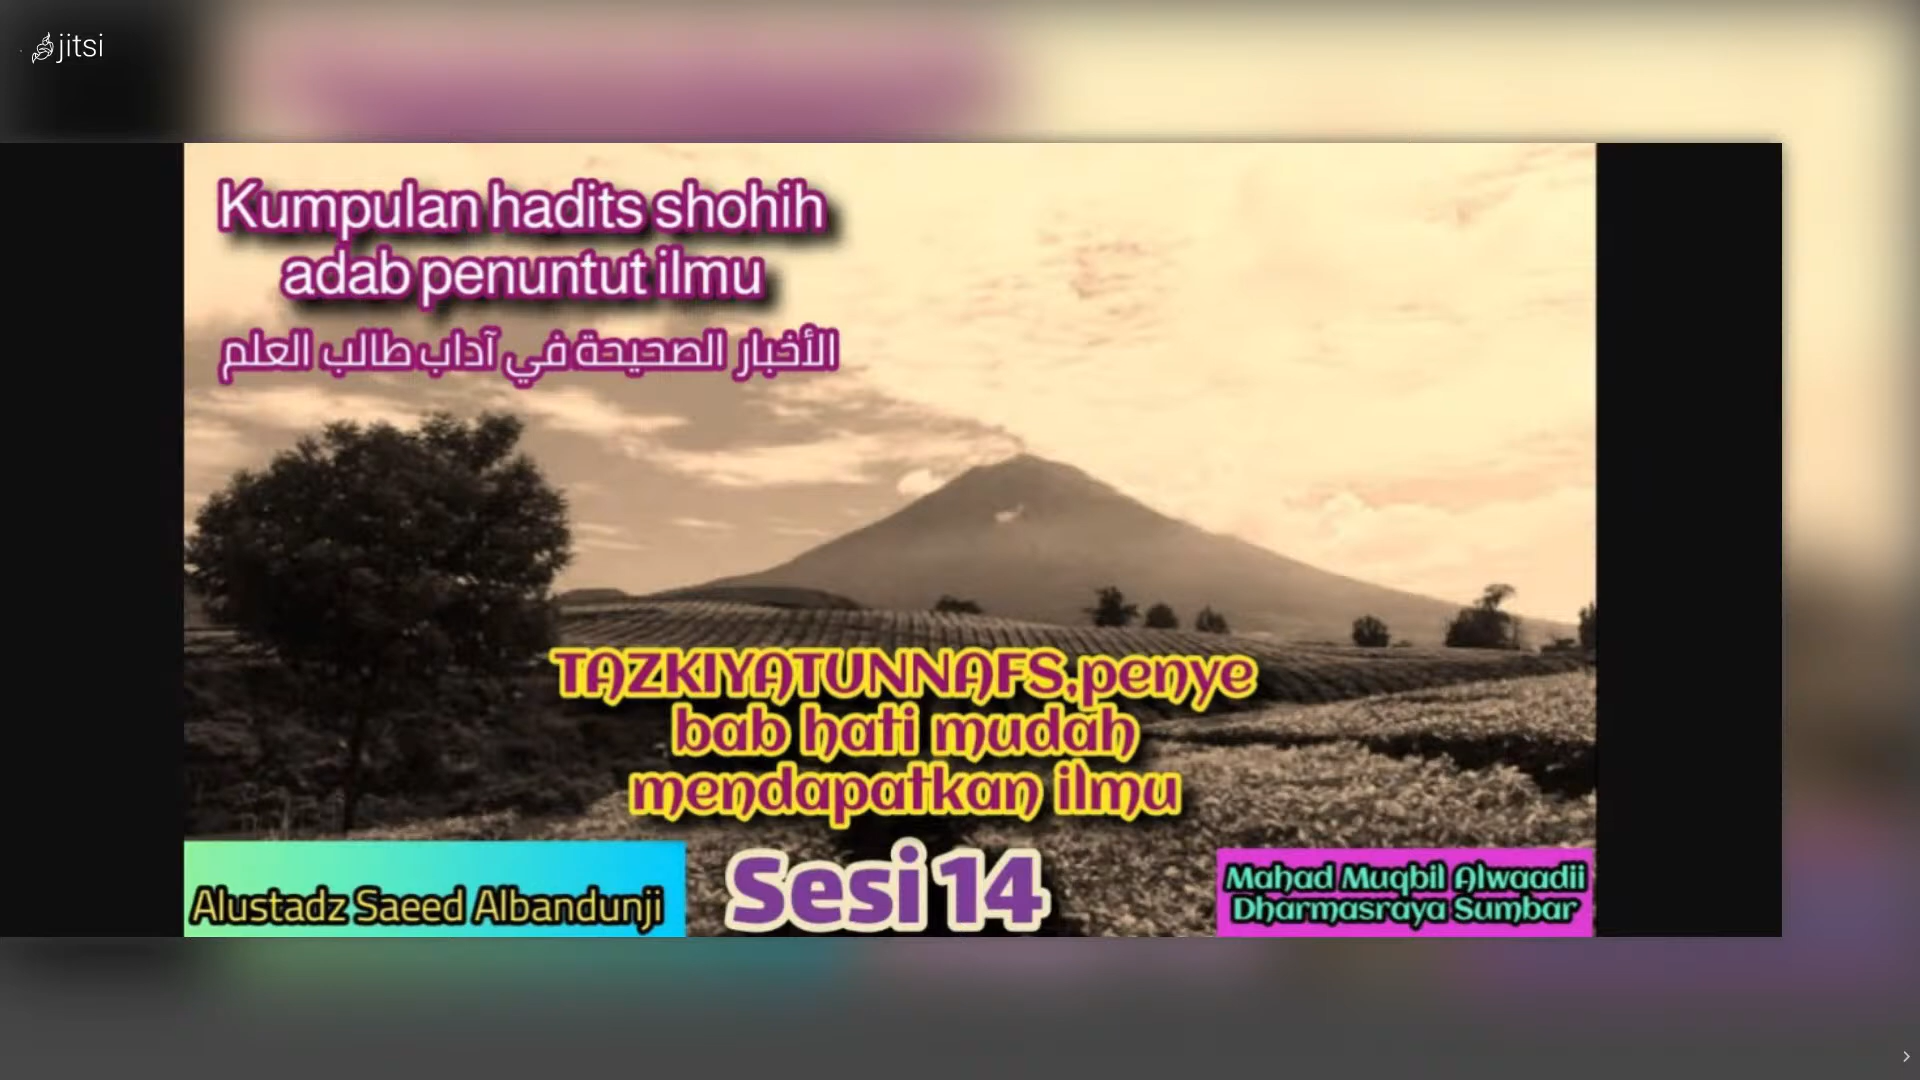 jitsi
Kumpulan hadits shohih
adab penuntut ilmu
الأخبار الصحيحة في آداب طالب العلم
TAZKIYATUNNAFS,penye
bab hati mudah
mendapatkan ilmu
Alustadz Saeed Albandunji
Sesi 14
Mahad Muqbil Alwaadii
Dharmasraya Sumbar